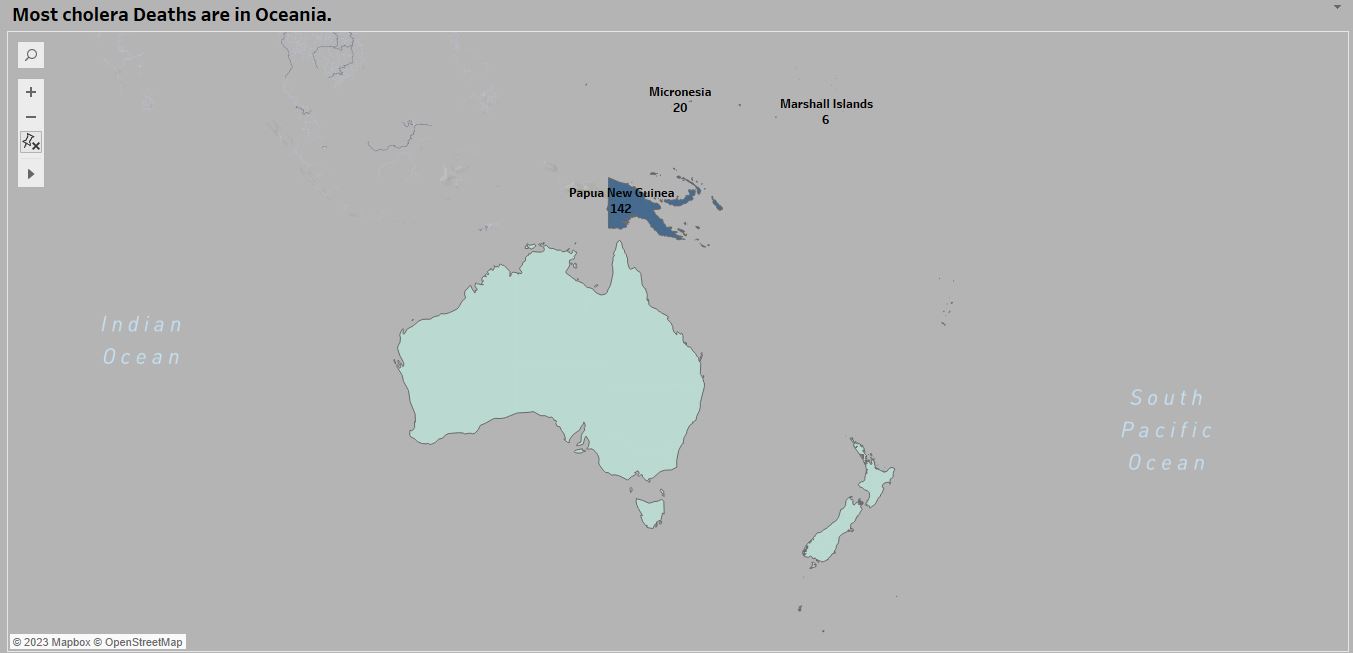 Most cholera Deaths are in Oceania.
Micronesia
20
Marshall Islands
6
Papua New Guinea
142
Indian
Ocean
South
Pacific
Ocean
© 2023 Mapbox © OpenStreetMap